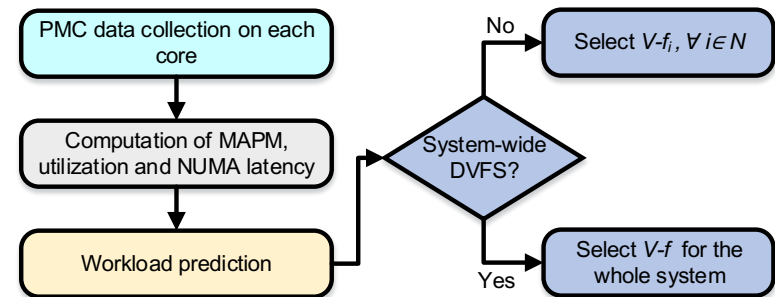 PMC data collection on each
core
Computation of MAPM,
utilization and NUMA latency
Workload prediction
System-wide
DVFS?
No
Select V-fᵢ, ∀ i∈N
Yes
Select V-f for the
whole system